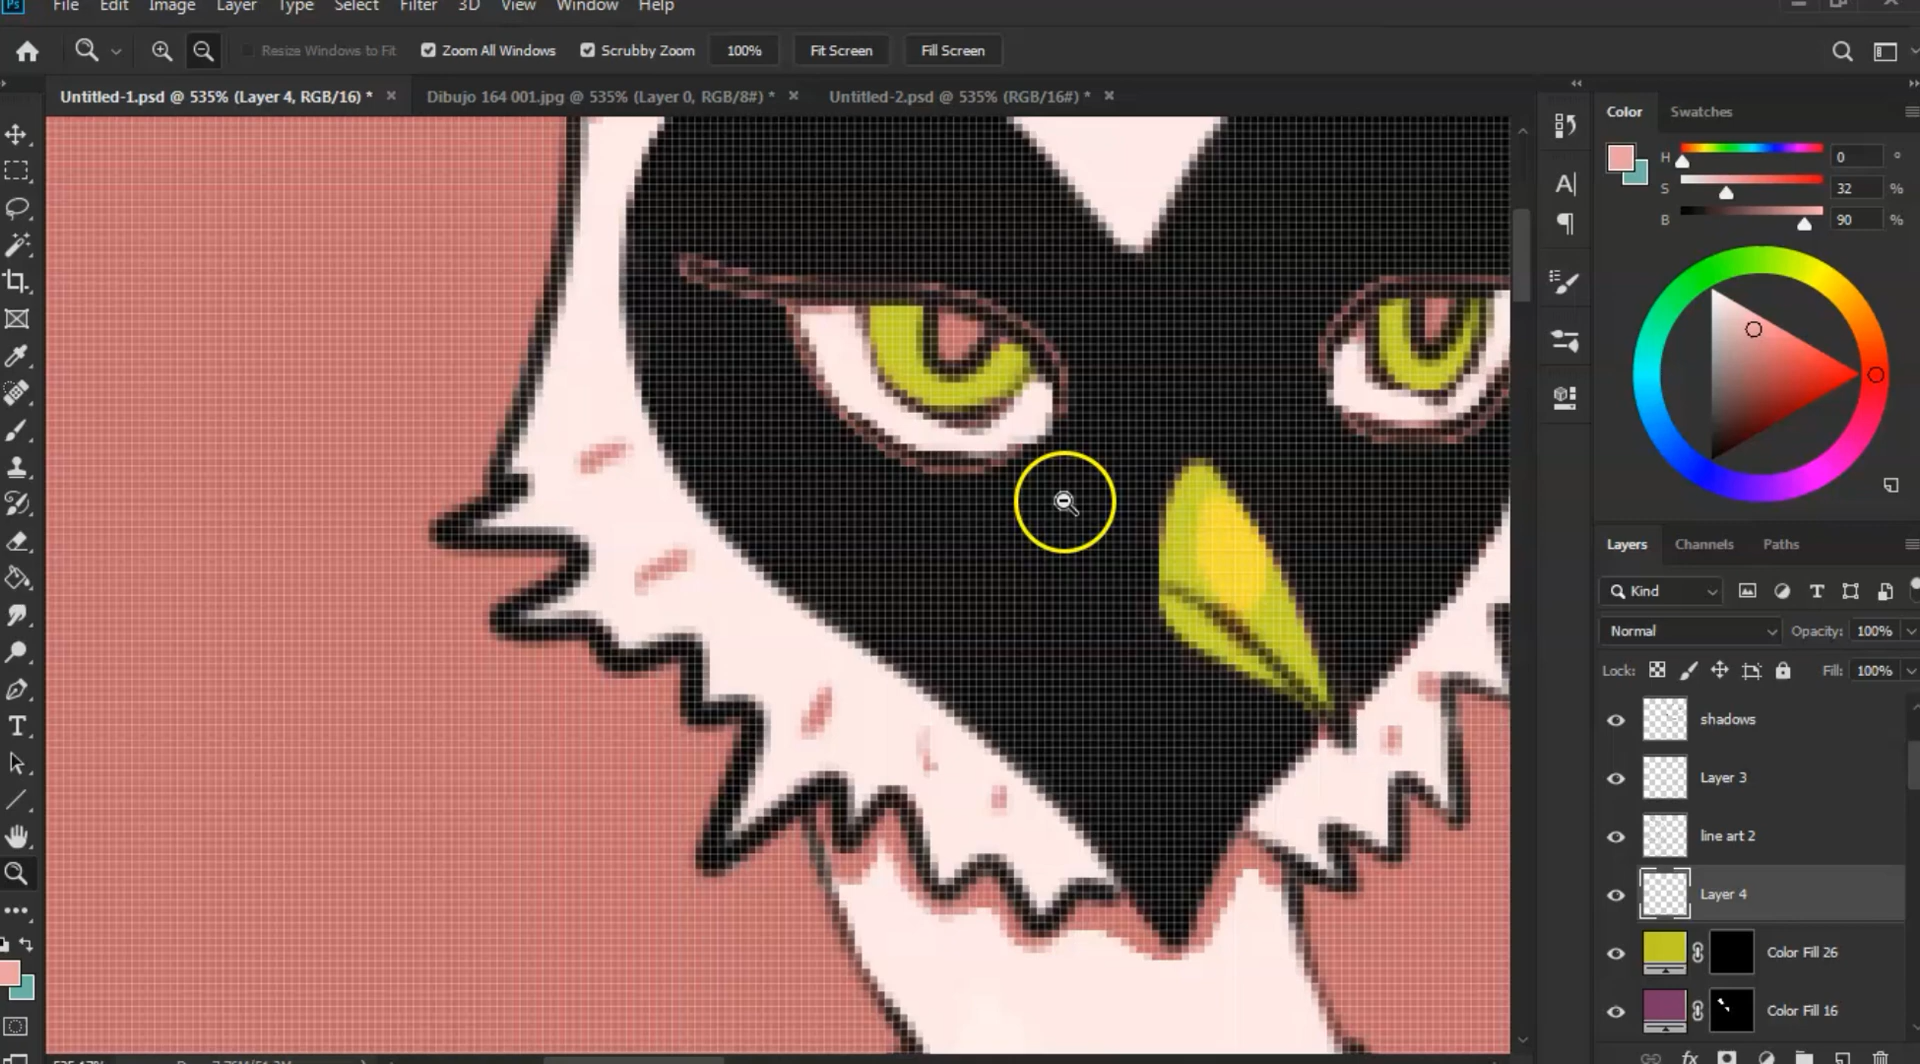 Ps File Edit Image Layer Type Select Filter 3D View Window Help
Resize Windows to Fit Zoom All Windows Scrubby Zoom 100% Fit Screen Fill Screen
Untitled-1.psd @ 535% (Layer 4, RGB/16) * × Dibujo 164 001.jpg @ 535% (Layer 0, RGB/8#) * × Untitled-2.psd @ 535% (RGB/16#) * ×
Color Swatches
H 0 °
S 32 %
B 90 %
Layers Channels Paths
Kind
Normal Opacity: 100%
Lock: Fill: 100%
shadows
Layer 3
line art 2
Layer 4
Color Fill 26
Color Fill 16
fx